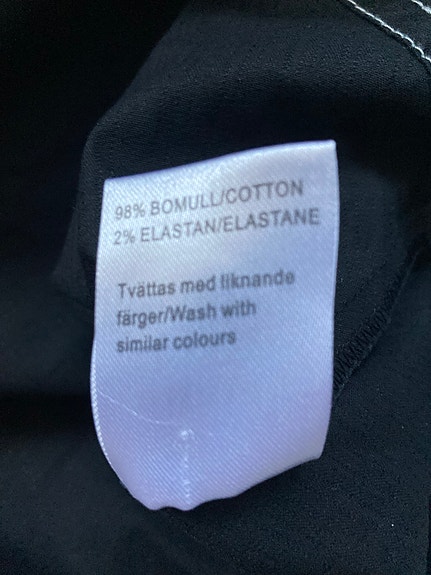 98% BOMULL/COTTON
2% ELASTAN/ELASTANE
Tvättas med liknande
färger/Wash with
similar colours